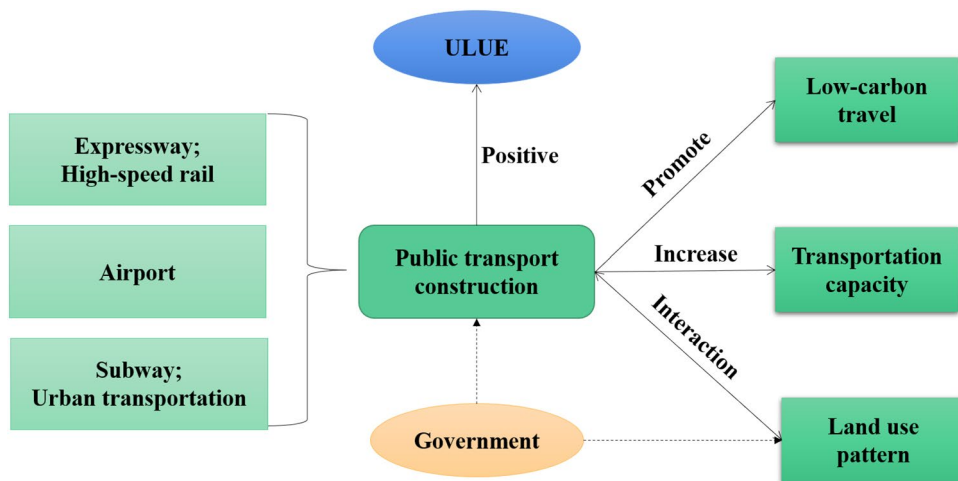 ULUE
Low-carbon
travel
Expressway;
High-speed rail
Positive
Promote
Airport
Public transport
construction
Increase
Transportation
capacity
Interaction
Subway;
Urban transportation
Government
Land use
pattern